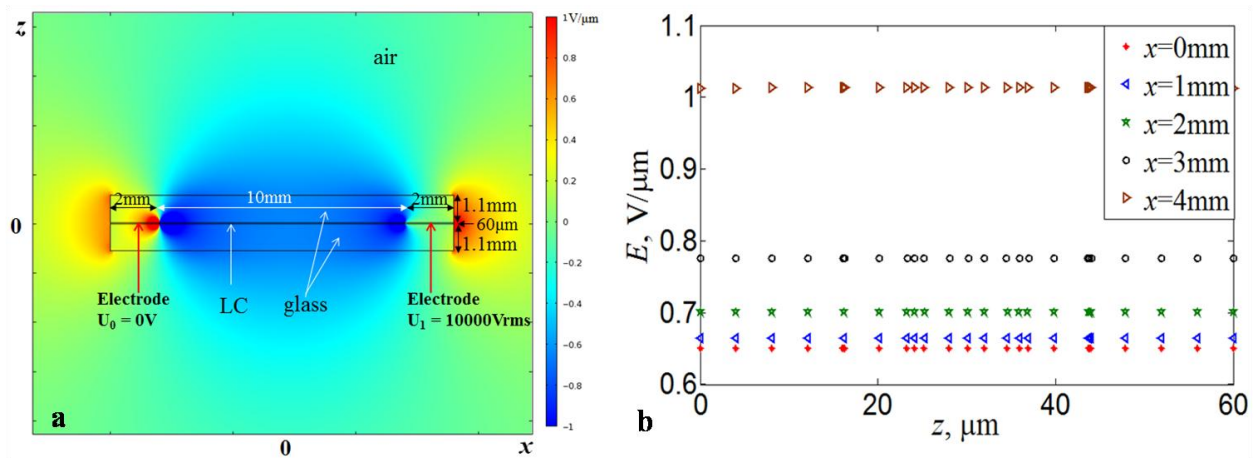 z
1V/μm
air
0.8
0.6
0.4
0.2
0
-0.2
-0.4
-0.6
-0.8
-1
2mm
10mm
2mm
1.1mm
60μm
1.1mm
0
Electrode
U₀ = 0V
LC
glass
Electrode
U₁ = 10000Vrms
a
0
x
1.1
1
0.9
0.8
0.7
0.6
E, V/μm
x=0mm
x=1mm
x=2mm
x=3mm
x=4mm
0
20
40
60
z, μm
b